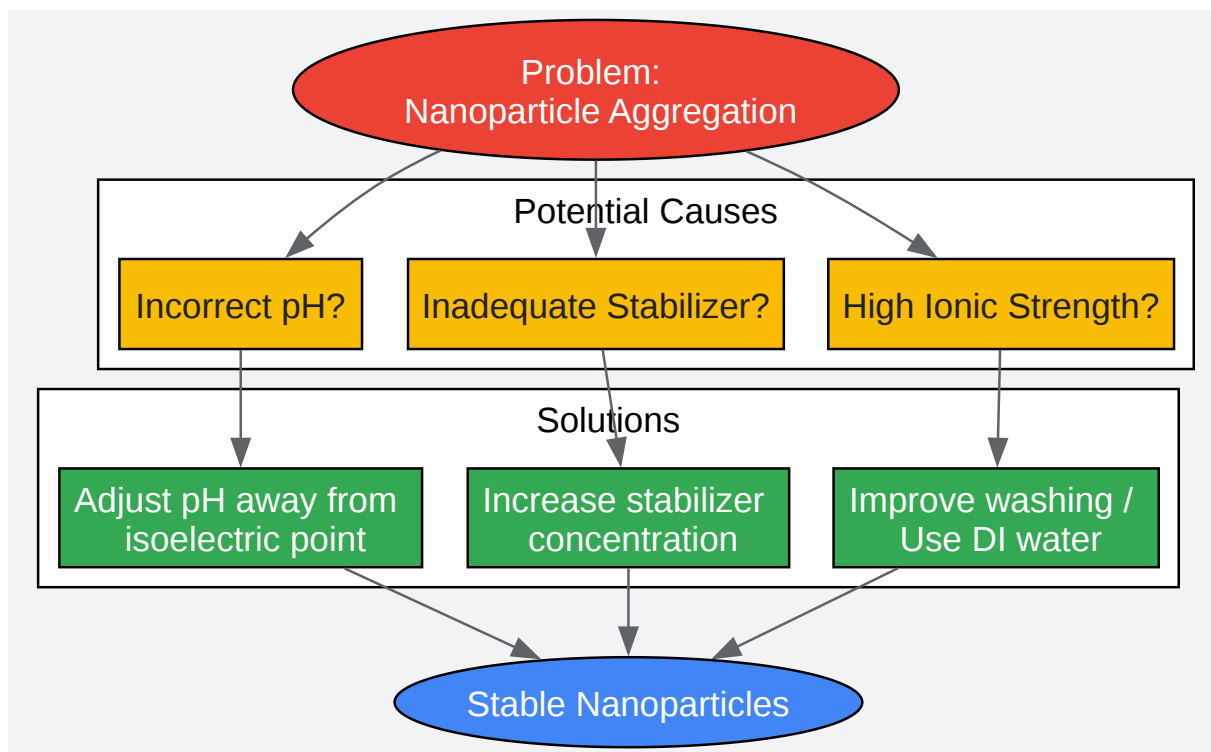 Problem:
Nanoparticle Aggregation
Potential Causes
Incorrect pH?
Inadequate Stabilizer?
High Ionic Strength?
Solutions
Adjust pH away from
isoelectric point
Increase stabilizer
concentration
Improve washing /
Use DI water
Stable Nanoparticles